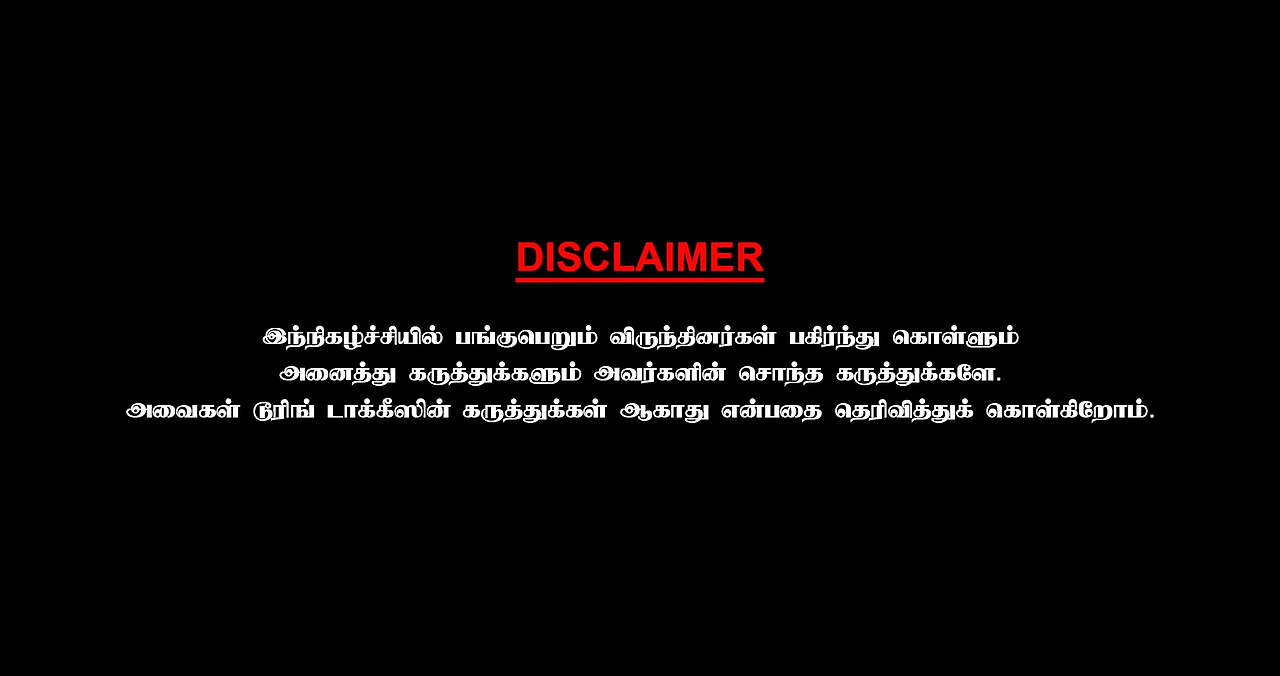 DISCLAIMER
இந்நிகழ்ச்சியில் பங்குபெறும் விருந்தினர்கள் பகிர்ந்து கொள்ளும்
அனைத்து கருத்துக்களும் அவர்களின் சொந்த கருத்துக்களே.
அவைகள் டூரிங் டாக்கீஸின் கருத்துக்கள் ஆகாது என்பதை தெரிவித்துக் கொள்கிறோம்.